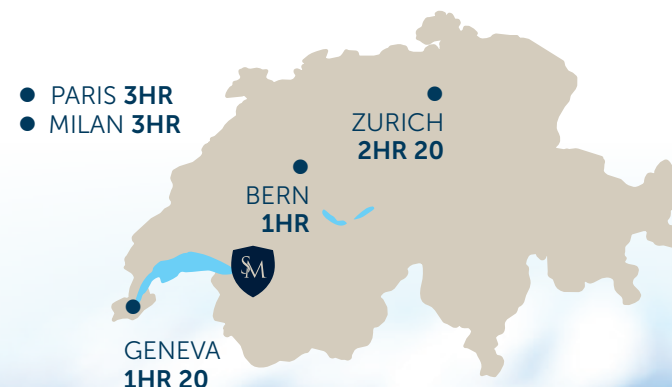 PARIS 3HR
MILAN 3HR
ZURICH
2HR 20
BERN
1HR
SM
GENEVA
1HR 20